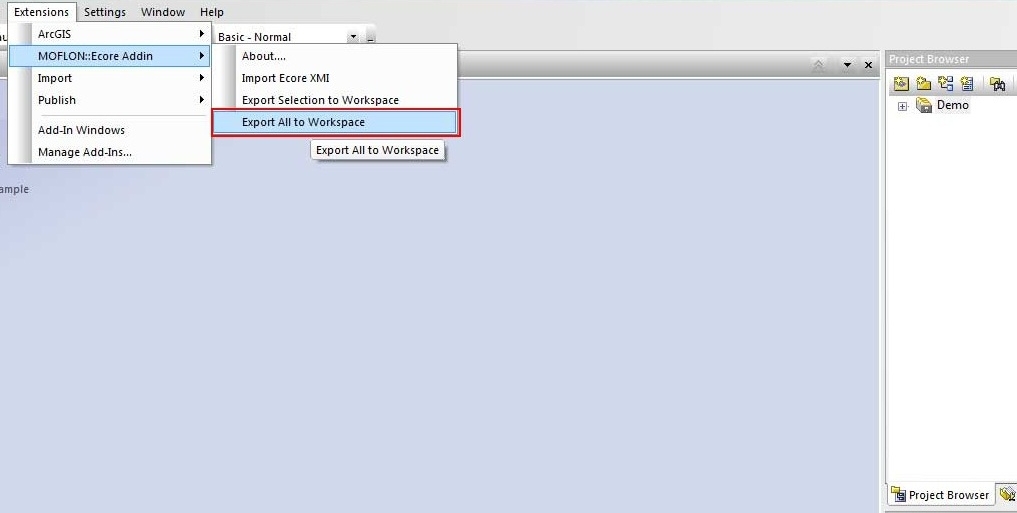 Extensions Settings Window Help
ArcGIS
Basic - Normal
MOFLON::Ecore Addin
Import
Publish
Add-In Windows
Manage Add-Ins...
About....
Import Ecore XMI
Export Selection to Workspace
Export All to Workspace
Export All to Workspace
ample
Project Browser
Demo
Project Browser